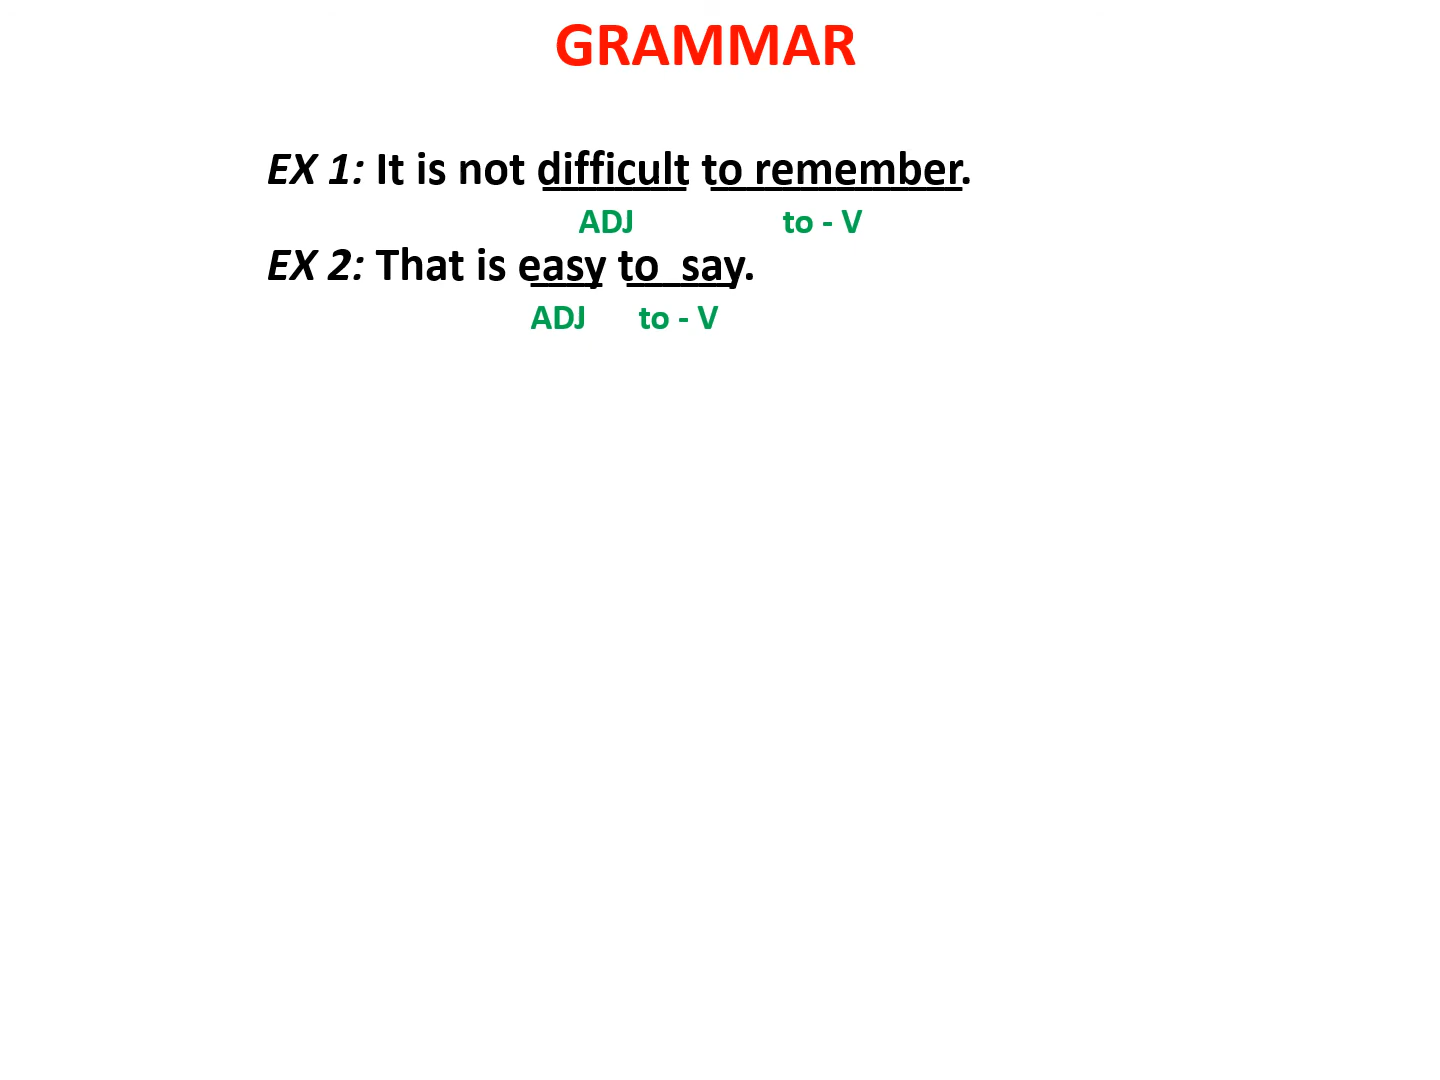 GRAMMAR
EX 1: It is not difficult to remember.
ADJ to - V
EX 2: That is easy to say.
ADJ to - V